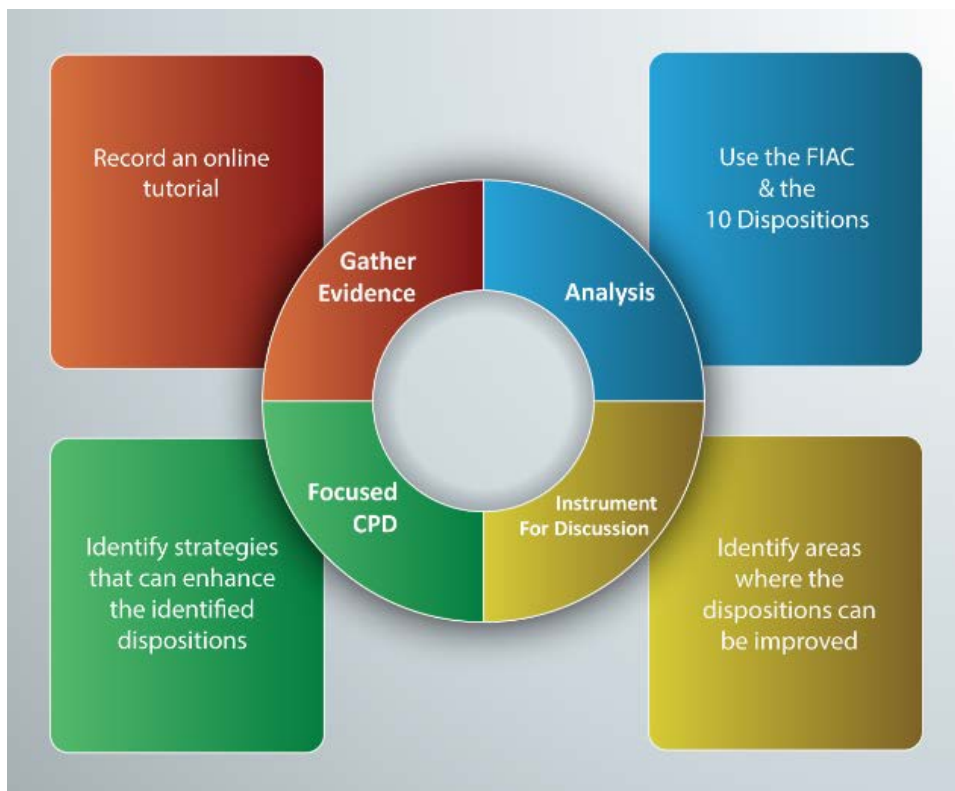 Record an online
tutorial
Use the FIAC
& the
10 Dispositions
Gather
Evidence
Analysis
Focused
CPD
Instrument
For Discussion
Identify strategies
that can enhance
the identified
dispositions
Identify areas
where the
dispositions can
be improved